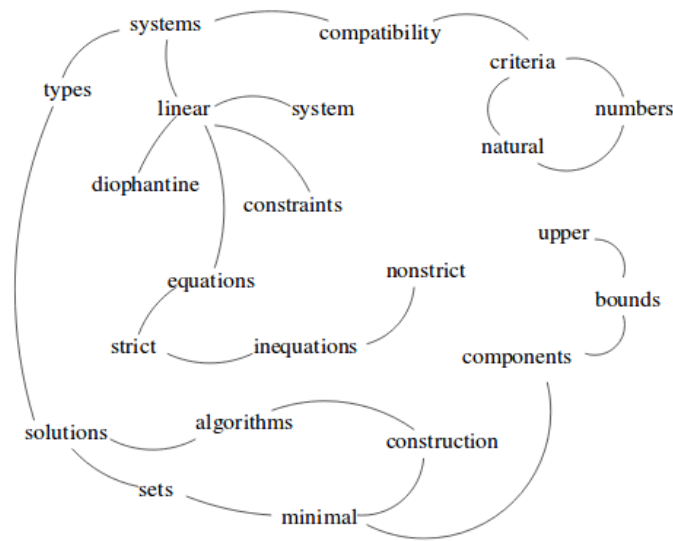 systems
compatibility
criteria
types
linear
system
numbers
natural
diophantine
constraints
upper
equations
nonstrict
bounds
strict
inequations
components
solutions
algorithms
construction
sets
minimal